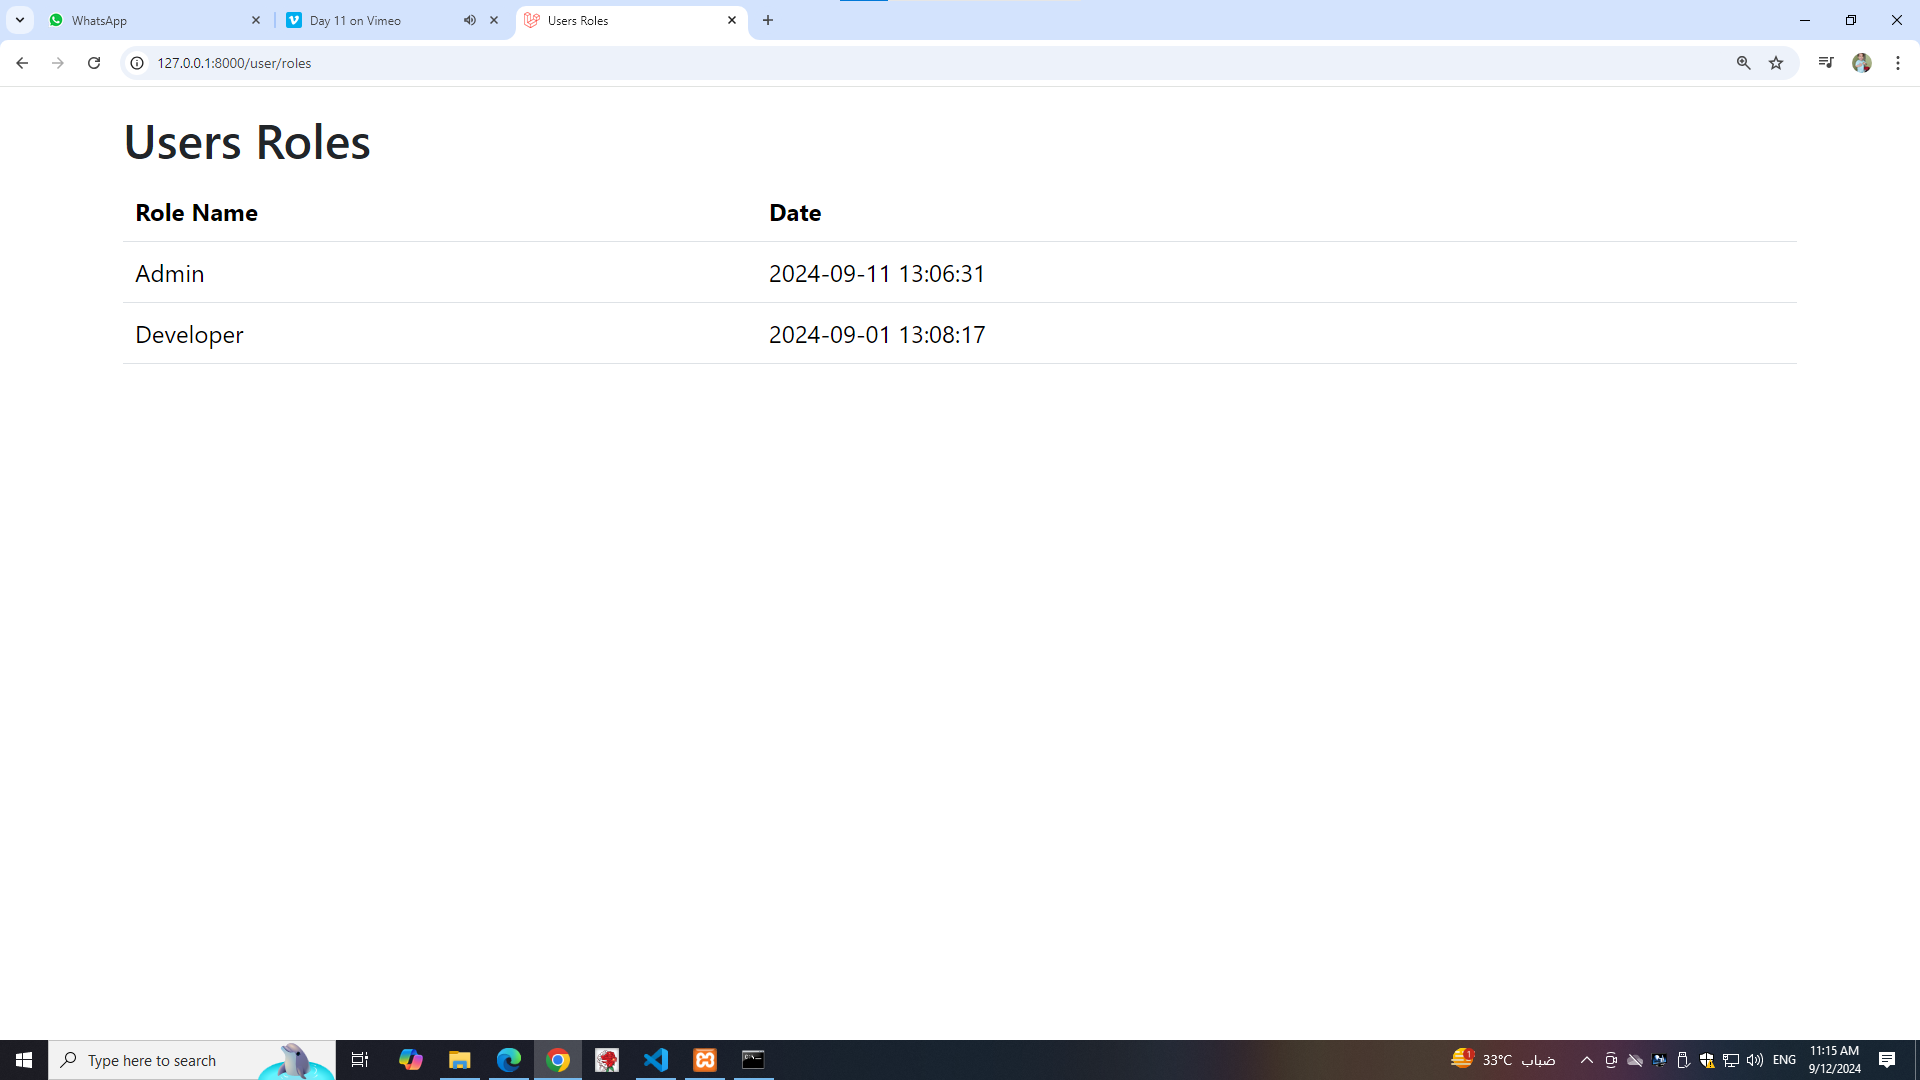 WhatsApp
Day 11 on Vimeo
Users Roles
127.0.0.1:8000/user/roles
Users Roles
Role Name Date
Admin 2024-09-11 13:06:31
Developer 2024-09-01 13:08:17
Type here to search
1
33°C ضباب
ENG
11:15 AM
9/12/2024